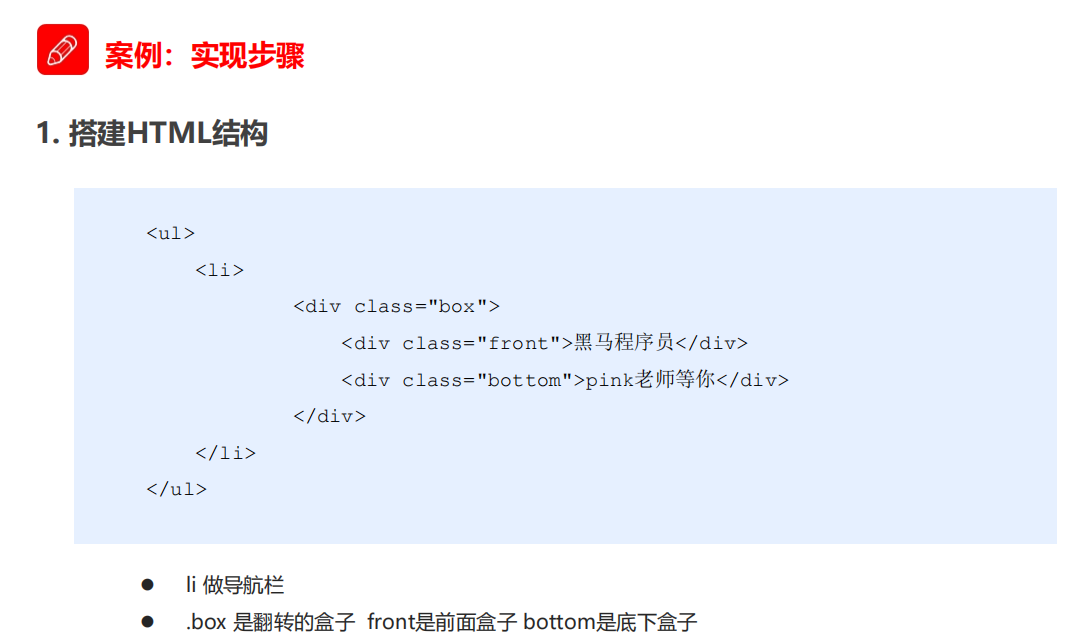 案例：实现步骤
1. 搭建HTML结构
<ul>
<li>
<div class="box">
<div class="front">黑马程序员</div>
<div class="bottom">pink老师等你</div>
</div>
</li>
</ul>
● li 做导航栏
● .box 是翻转的盒子 front是前面盒子 bottom是底下盒子